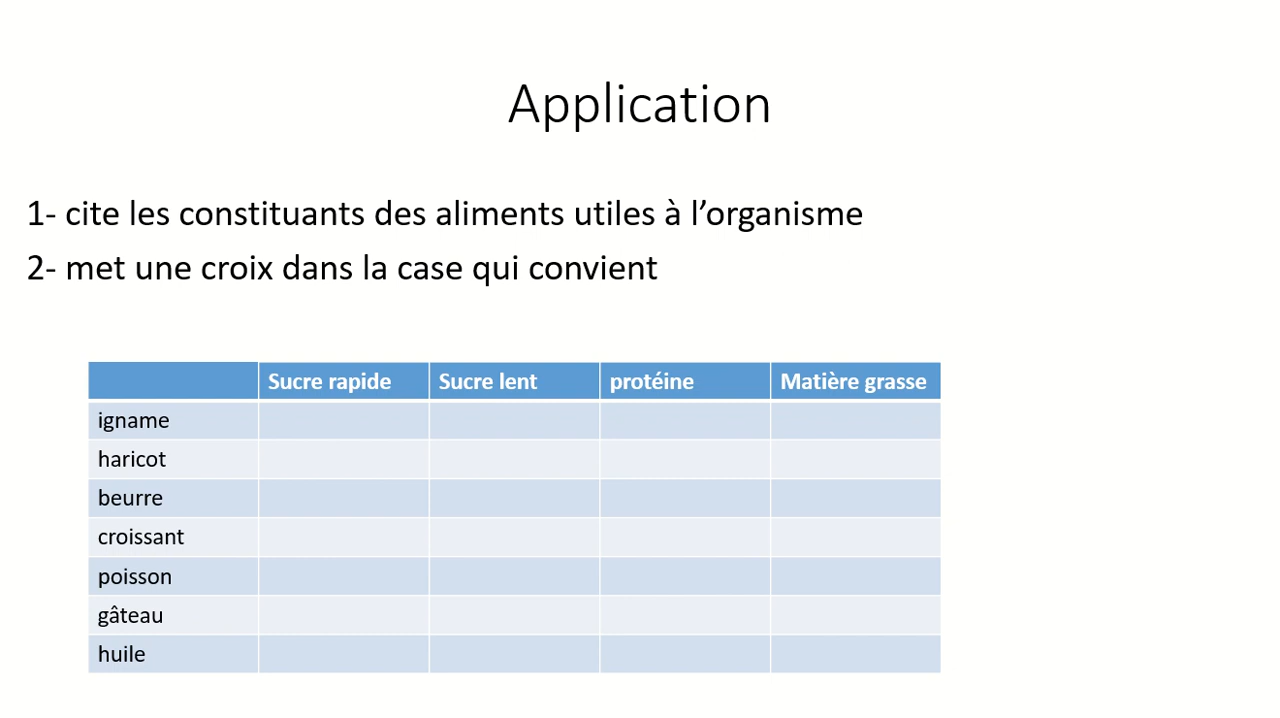 Application
1- cite les constituants des aliments utiles à l’organisme
2- met une croix dans la case qui convient
Sucre rapide Sucre lent protéine Matière grasse
igname
haricot
beurre
croissant
poisson
gâteau
huile